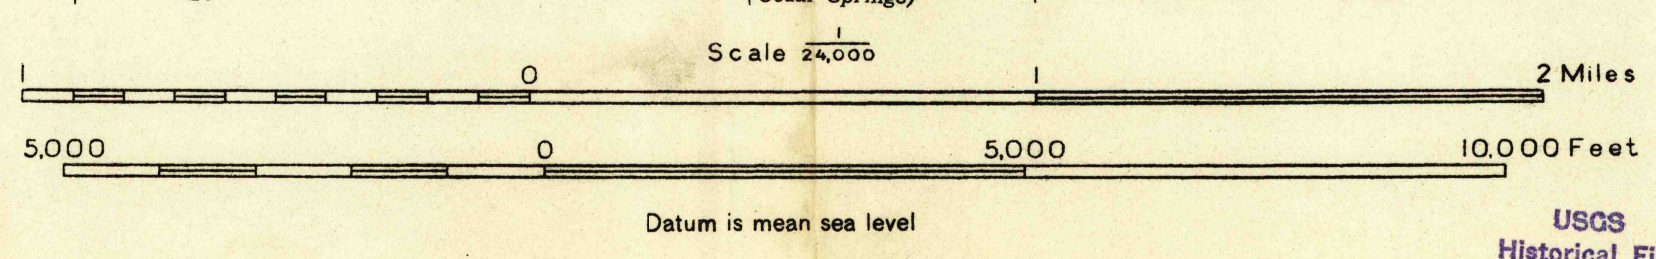 Springs)
Scale 1/24,000
1 0 1 2 Miles
5,000 0 5,000 10,000 Feet
Datum is mean sea level
USGS
Historical